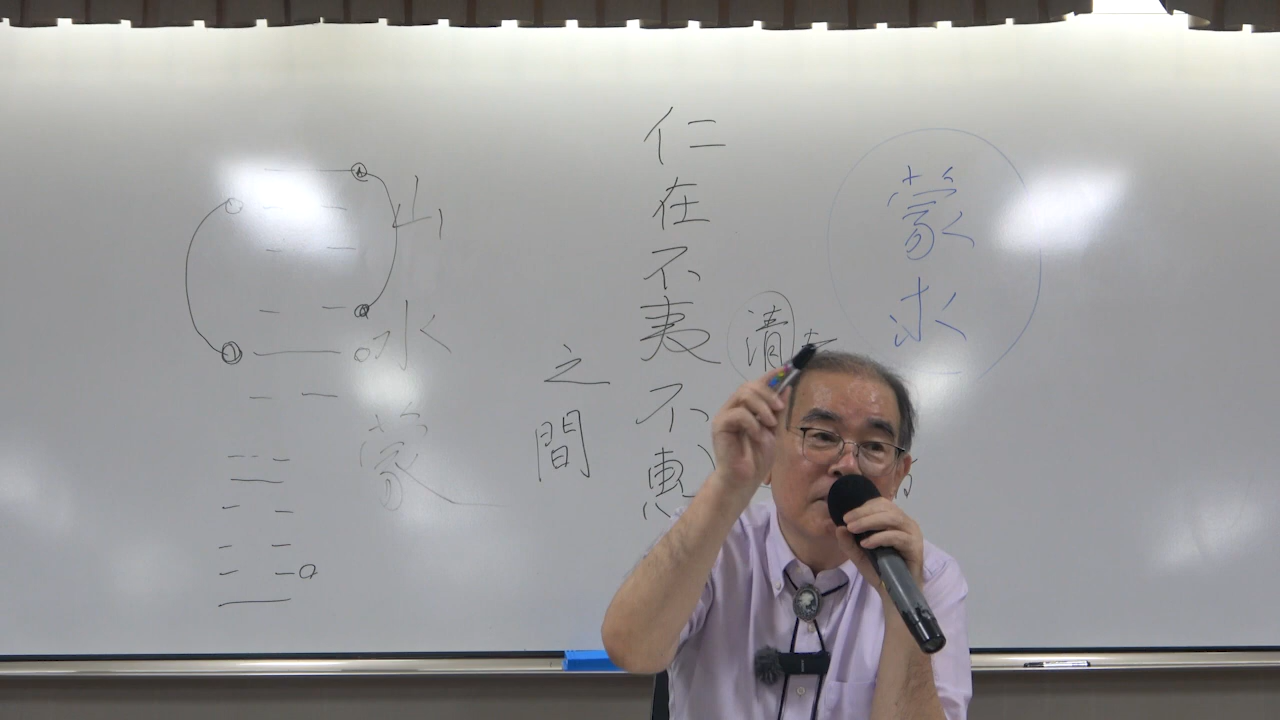 蒙求
清
仁在不夷不惠
之間
山
水
蒙